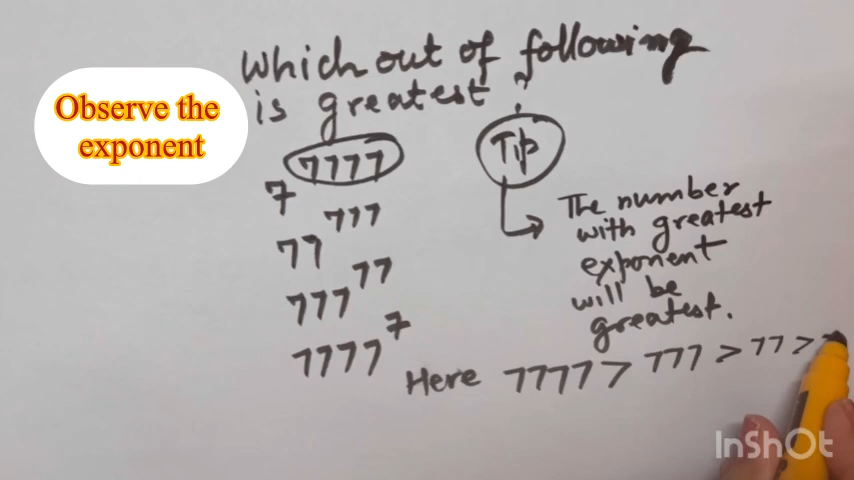 Which out of following
is greatest ?
Observe the
exponent
7^7777
77^777
777^77
7777^7
Tip
The number
with greatest
exponent
will be
greatest.
Here 7777 > 777 > 77 >
InShOt